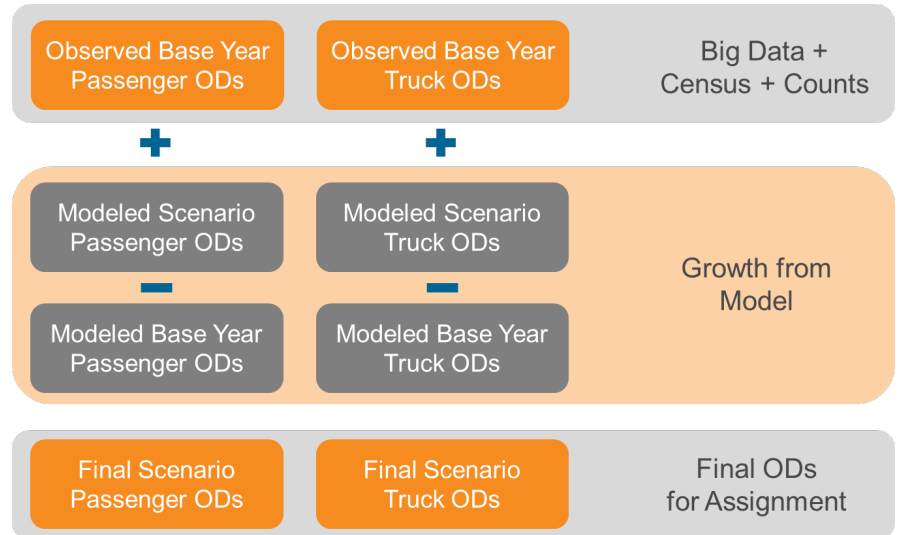 Observed Base Year
Passenger ODs
Observed Base Year
Truck ODs
Big Data +
Census + Counts
+
+
Modeled Scenario
Passenger ODs
Modeled Scenario
Truck ODs
−
−
Modeled Base Year
Passenger ODs
Modeled Base Year
Truck ODs
Growth from
Model
Final Scenario
Passenger ODs
Final Scenario
Truck ODs
Final ODs
for Assignment